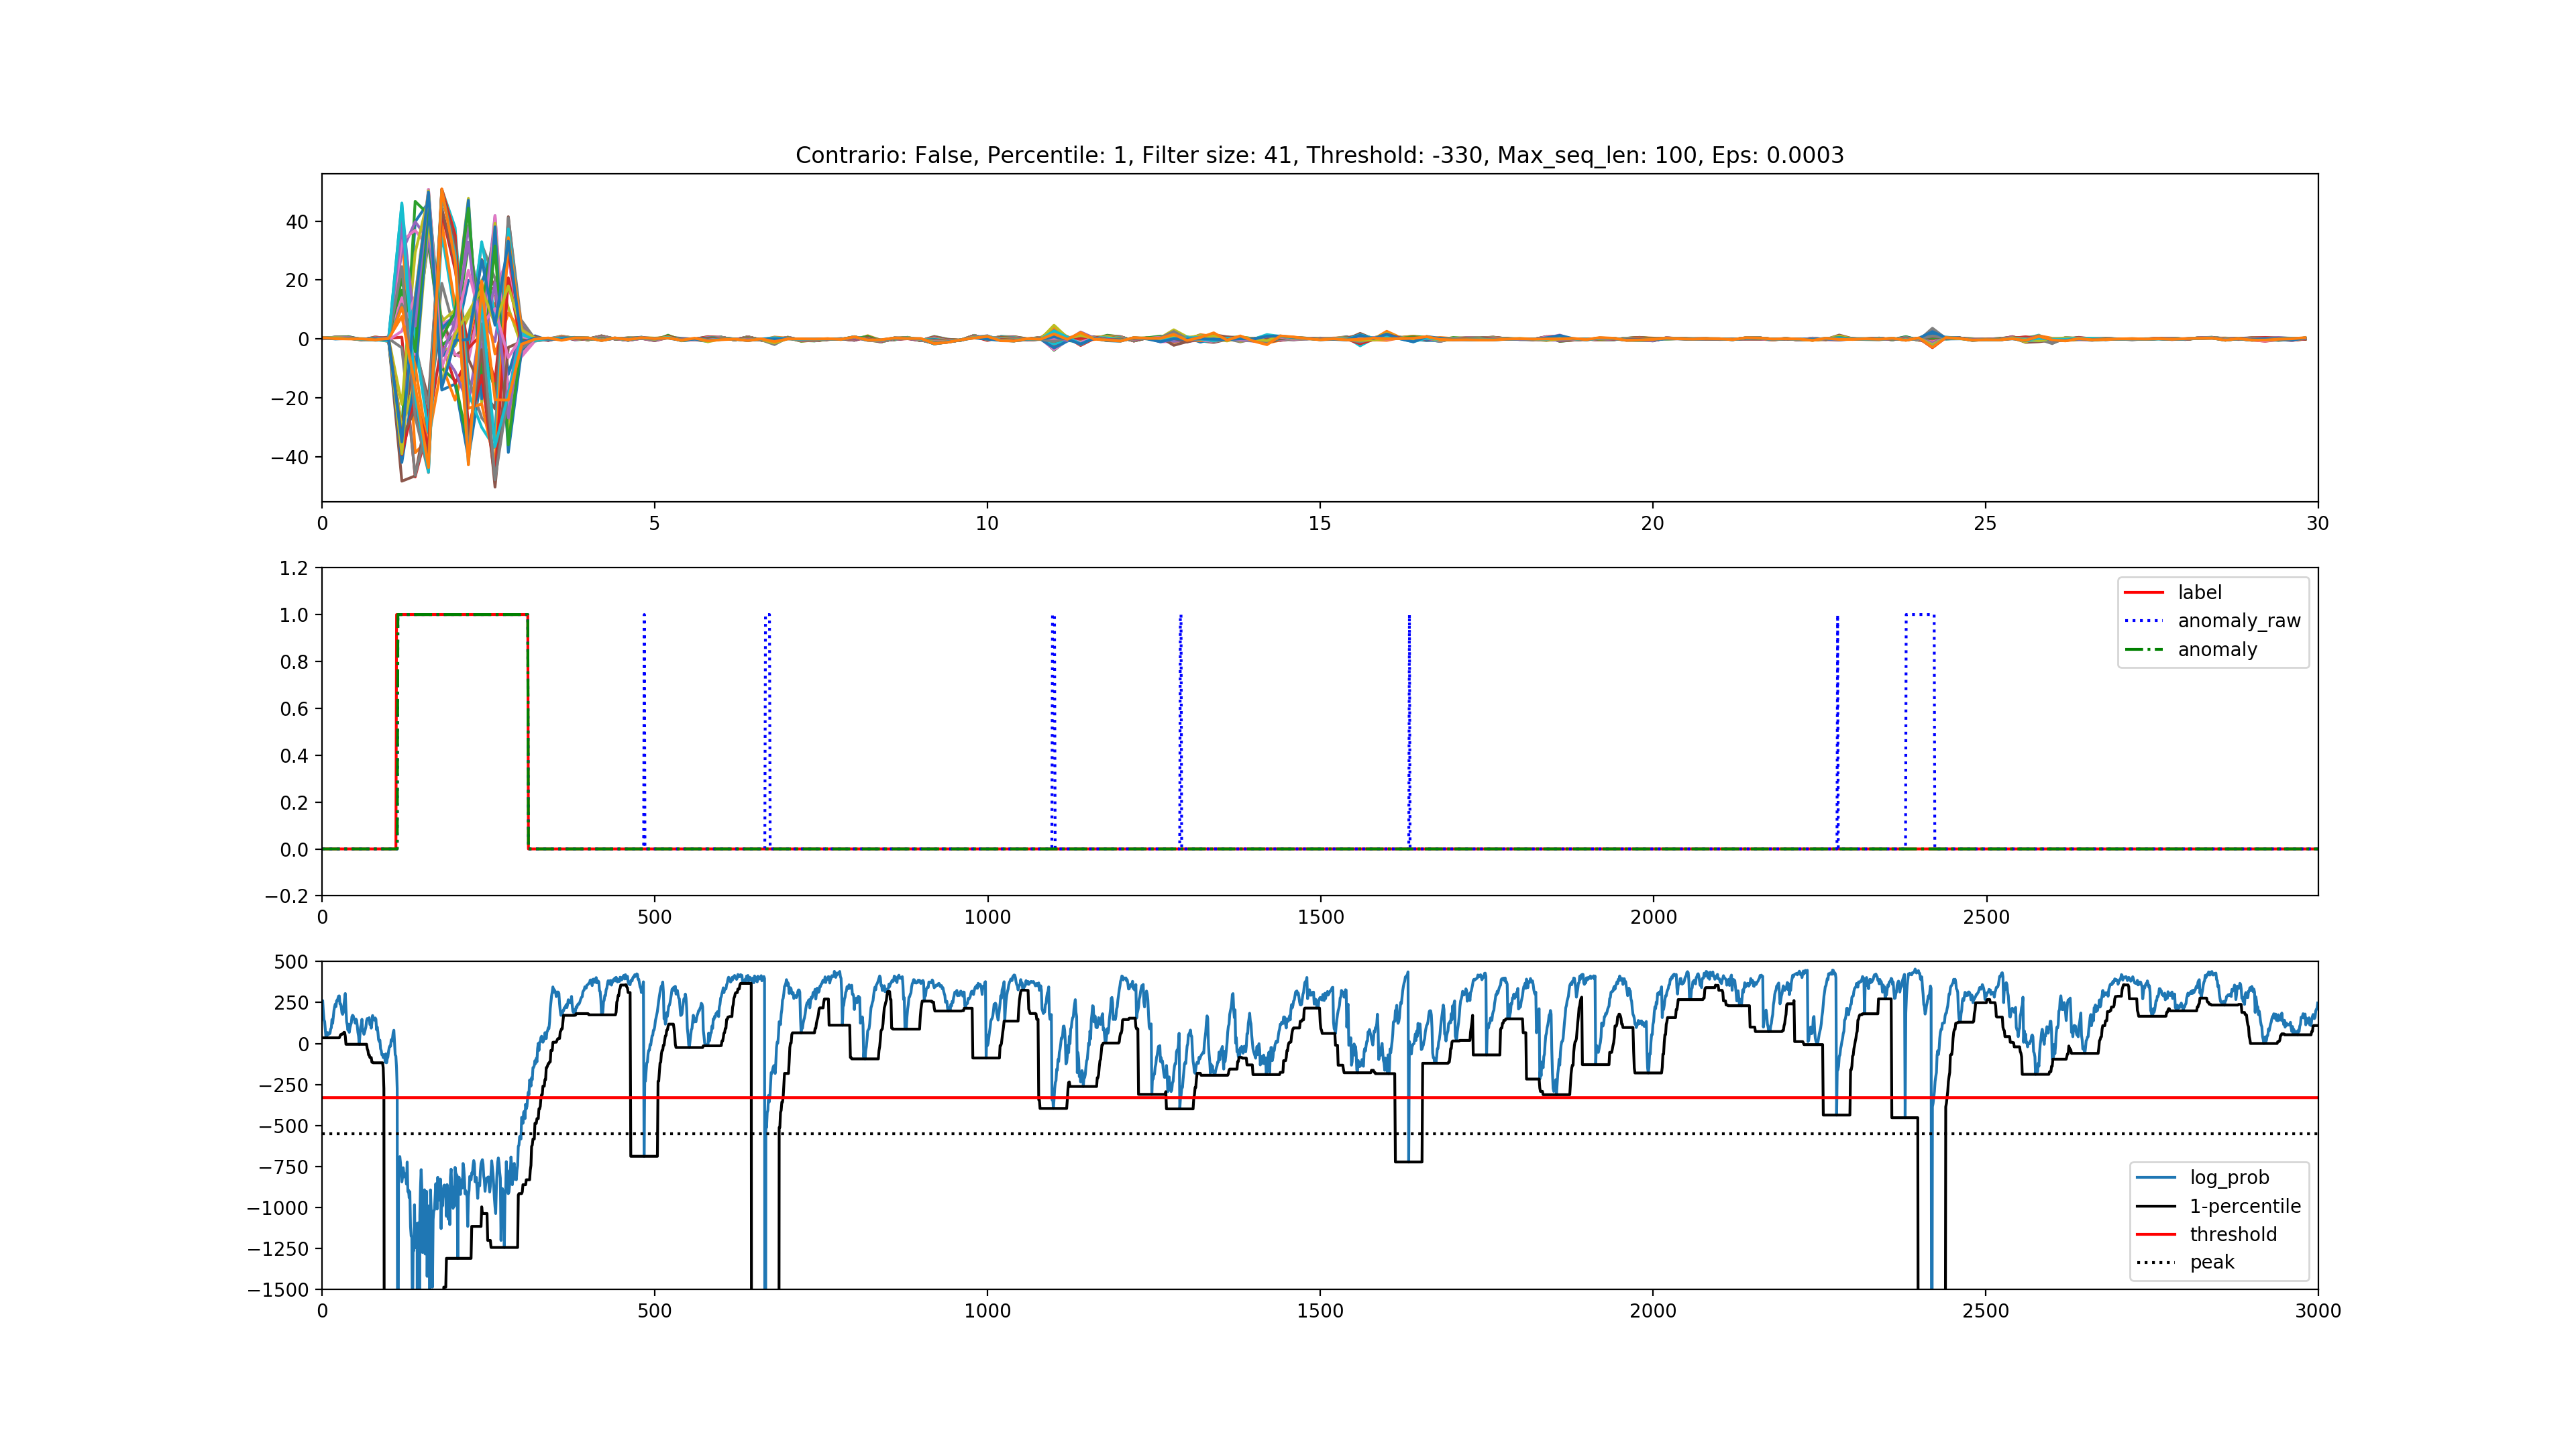 Contrario: False, Percentile: 1, Filter size: 41, Threshold: -330, Max_seq_len: 100, Eps: 0.0003
40
20
0
−20
−40
0 5 10 15 20 25 30
1.2
1.0
0.8
0.6
0.4
0.2
0.0
−0.2
label
anomaly_raw
anomaly
0 500 1000 1500 2000 2500
500
250
0
−250
−500
−750
−1000
−1250
−1500
log_prob
1-percentile
threshold
peak
0 500 1000 1500 2000 2500 3000